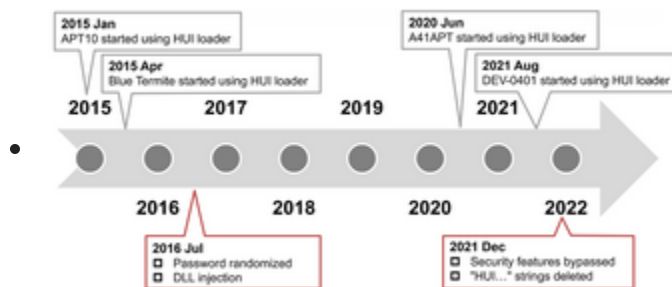 2015 Jan
APT10 started using HUI loader
2015 Apr
Blue Termite started using HUI loader
2020 Jun
A41APT started using HUI loader
2021 Aug
DEV-0401 started using HUI loader
2015
2017
2019
2021
2016
2018
2020
2022
2016 Jul
Password randomized
DLL injection
2021 Dec
Security features bypassed
"HUI..." strings deleted